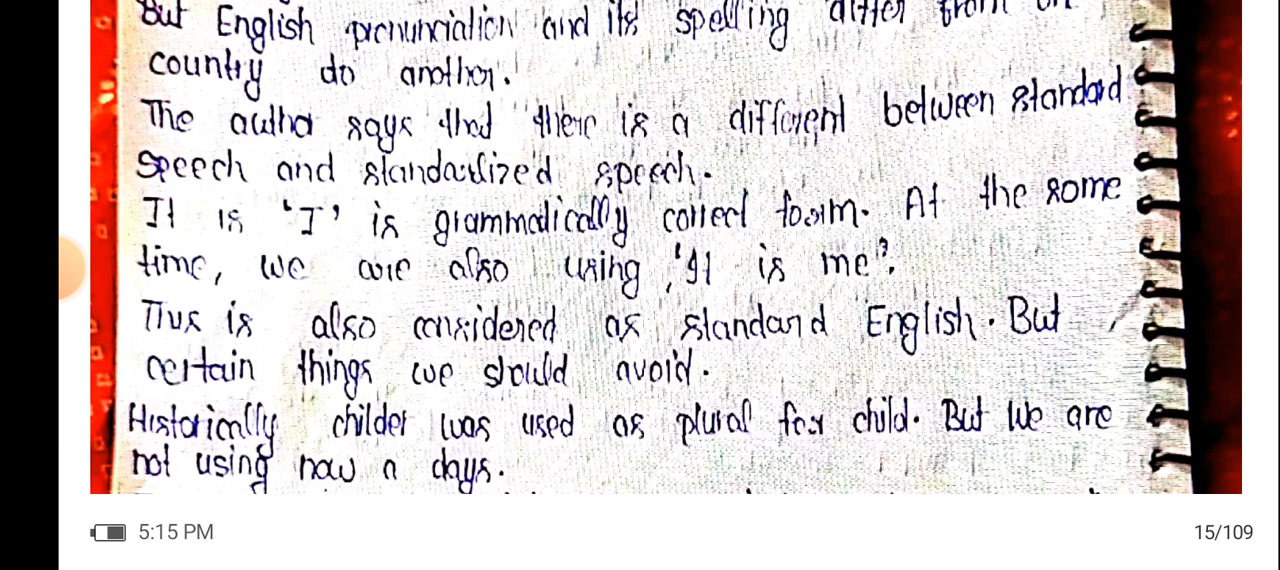 But English pronunciation and its spelling differ from
country do another.
The author says that there is a different between standard
speech and standardized speech.
It is 'I' is grammatically correct form. At the some
time, we are also using 'It is me'.
Thus is also considered as standard English. But
certain things we should avoid.
Historically childer was used as plural for child. But We are
not using now a days.
5:15 PM
15/109